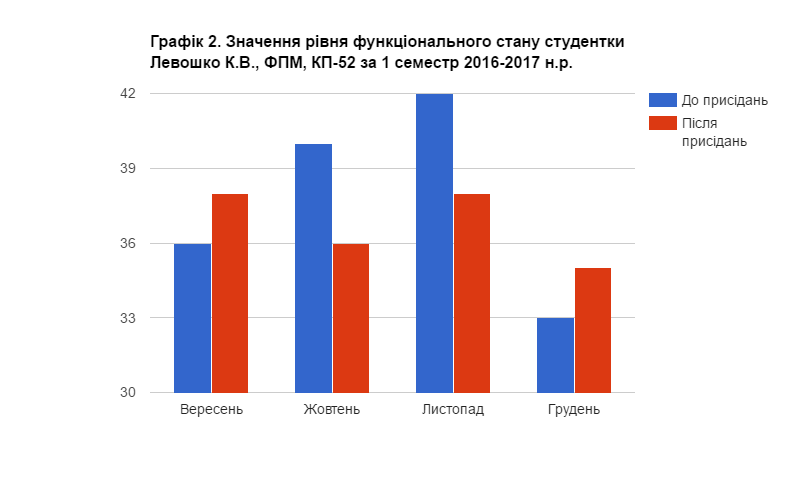 Графік 2. Значення рівня функціонального стану студентки
Левошко К.В., ФПМ, КП-52 за 1 семестр 2016-2017 н.р.
До присідань
Після
присідань
42
39
36
33
30
Вересень
Жовтень
Листопад
Грудень